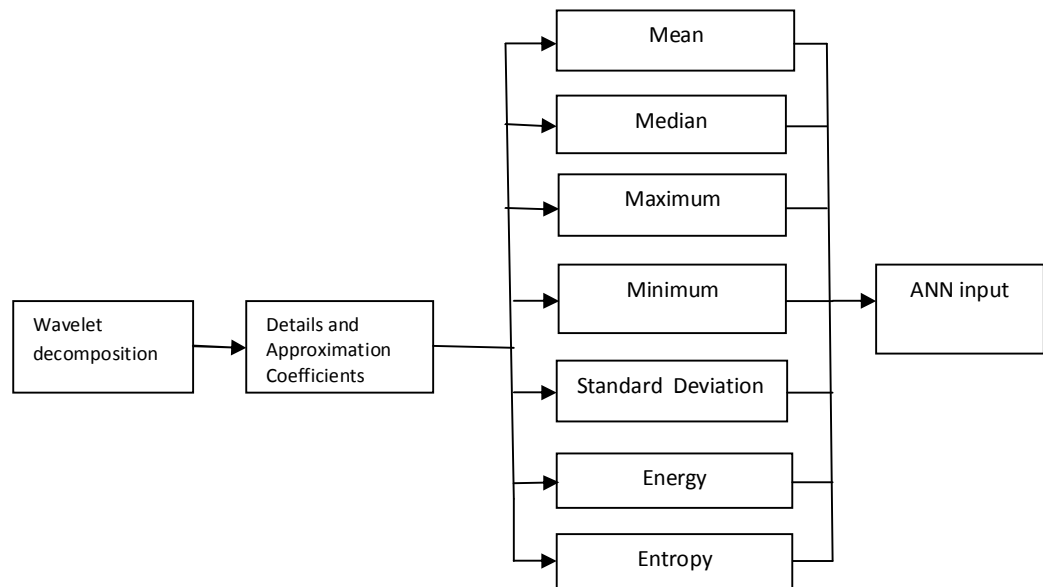 Mean
Median
Maximum
Minimum
ANN input
Wavelet
decomposition
Details and
Approximation
Coefficients
Standard Deviation
Energy
Entropy